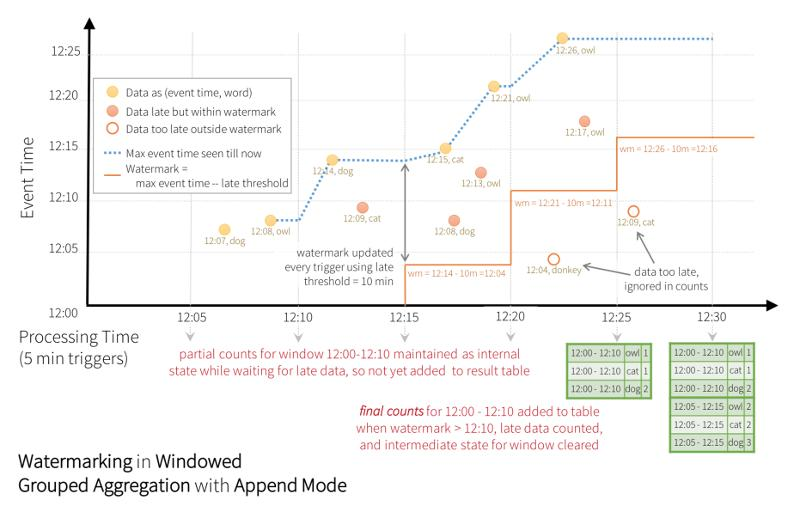 12:26, owl
12:25
Data as (event time, word)
Data late but within watermark
Data too late outside watermark
Max event time seen till now
Watermark =
max event time -- late threshold
12:20
12:21, owl
12:17, owl
Event Time
12:15
12:14, dog
12:15, cat
wm = 12:26 - 10m =12:16
12:13, owl
12:10
12:09, cat
wm = 12:21 - 10m =12:11
12:09, cat
12:07, dog
12:08, owl
12:08, dog
12:05
watermark updated
every trigger using late
threshold = 10 min
wm = 12:14 - 10m =12:04
12:04, donkey
data too late,
ignored in counts
12:00
12:05
12:10
12:15
12:20
12:25
12:30
Processing Time
(5 min triggers)
partial counts for window 12:00-12:10 maintained as internal
state while waiting for late data, so not yet added to result table
12:00 - 12:10 owl 1
12:00 - 12:10 cat 1
12:00 - 12:10 dog 2
12:00 - 12:10 owl 1
12:00 - 12:10 cat 1
12:00 - 12:10 dog 2
12:05 - 12:15 owl 2
12:05 - 12:15 cat 2
12:05 - 12:15 dog 3
final counts for 12:00 - 12:10 added to table
when watermark > 12:10, late data counted,
and intermediate state for window cleared
Watermarking in Windowed
Grouped Aggregation with Append Mode